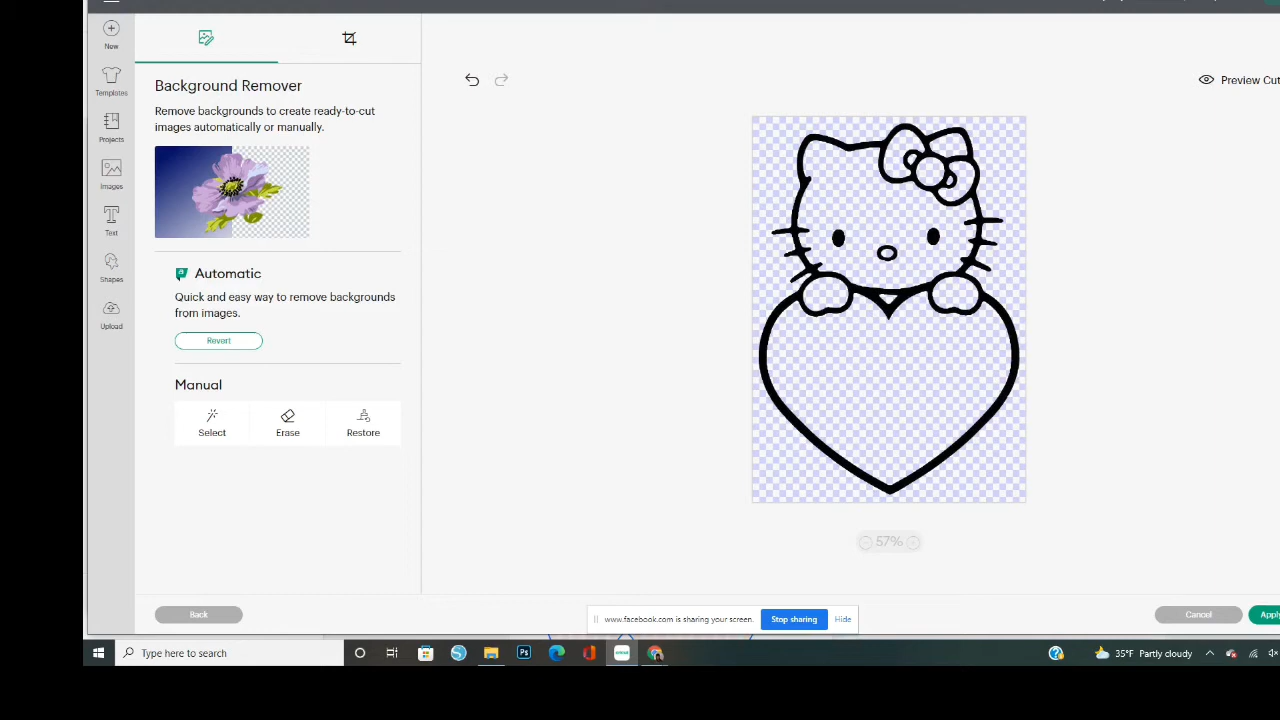 New
Templates
Projects
Images
Text
Shapes
Upload
Background Remover
Remove backgrounds to create ready-to-cut
images automatically or manually.
Automatic
Quick and easy way to remove backgrounds
from images.
Revert
Manual
Select
Erase
Restore
Back
Preview Cut
57%
Cancel
Apply
www.facebook.com is sharing your screen.
Stop sharing
Hide
Type here to search
Ps
35°F Partly cloudy